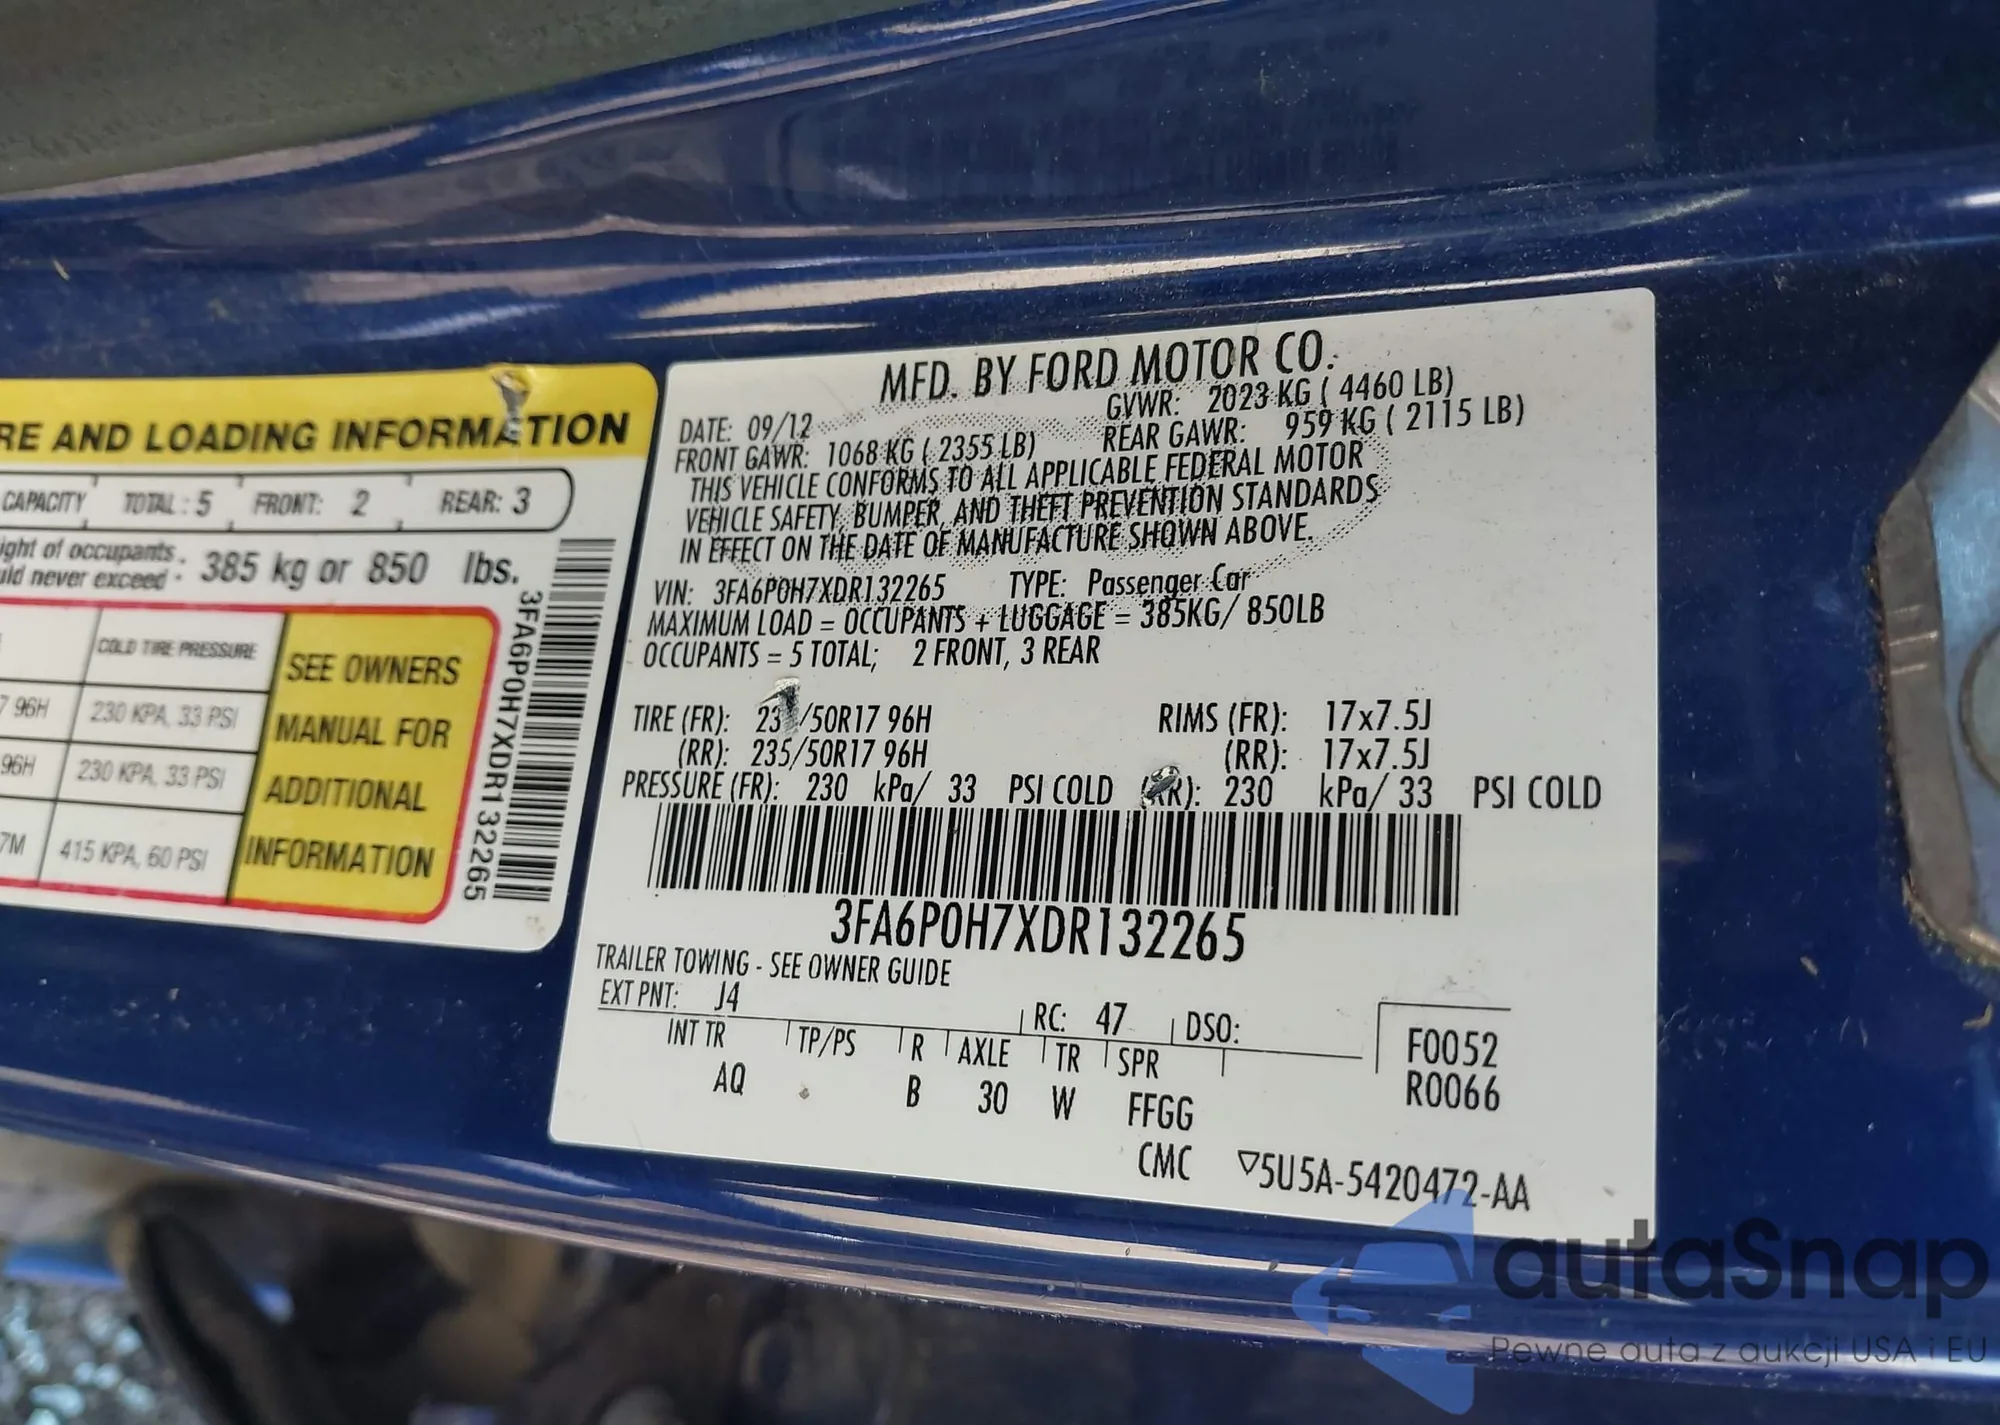 RE AND LOADING INFORMATION
CAPACITY TOTAL: 5 FRONT: 2 REAR: 3
ight of occupants
uld never exceed 385 kg or 850 lbs.
COLD TIRE PRESSURE
7 96H 230 KPA, 33 PSI
96H 230 KPA, 33 PSI
7M 415 KPA, 60 PSI
SEE OWNERS
MANUAL FOR
ADDITIONAL
INFORMATION
3FA6P0H7XDR132265
MFD. BY FORD MOTOR CO.
DATE: 09/12 GVWR: 2023 KG ( 4460 LB)
FRONT GAWR: 1068 KG ( 2355 LB) REAR GAWR: 959 KG ( 2115 LB)
THIS VEHICLE CONFORMS TO ALL APPLICABLE FEDERAL MOTOR
VEHICLE SAFETY, BUMPER, AND THEFT PREVENTION STANDARDS
IN EFFECT ON THE DATE OF MANUFACTURE SHOWN ABOVE.
VIN: 3FA6P0H7XDR132265 TYPE: Passenger Car
MAXIMUM LOAD = OCCUPANTS + LUGGAGE = 385KG/ 850LB
OCCUPANTS = 5 TOTAL; 2 FRONT, 3 REAR
TIRE (FR): /50R17 96H RIMS (FR): 17x7.5J
(RR): 235/50R17 96H (RR): 17x7.5J
PRESSURE (FR): 230 kPa/ 33 PSI COLD (RR): 230 kPa/ 33 PSI COLD
3FA6P0H7XDR132265
TRAILER TOWING - SEE OWNER GUIDE
EXT PNT: J4 RC: 47 DSO:
INT TR TP/PS R AXLE TR SPR F0052
AQ B 30 W FFGG R0066
CMC ▽5U5A-5420472-AA
autaSnap
Pewne auta z aukcji USA i EU